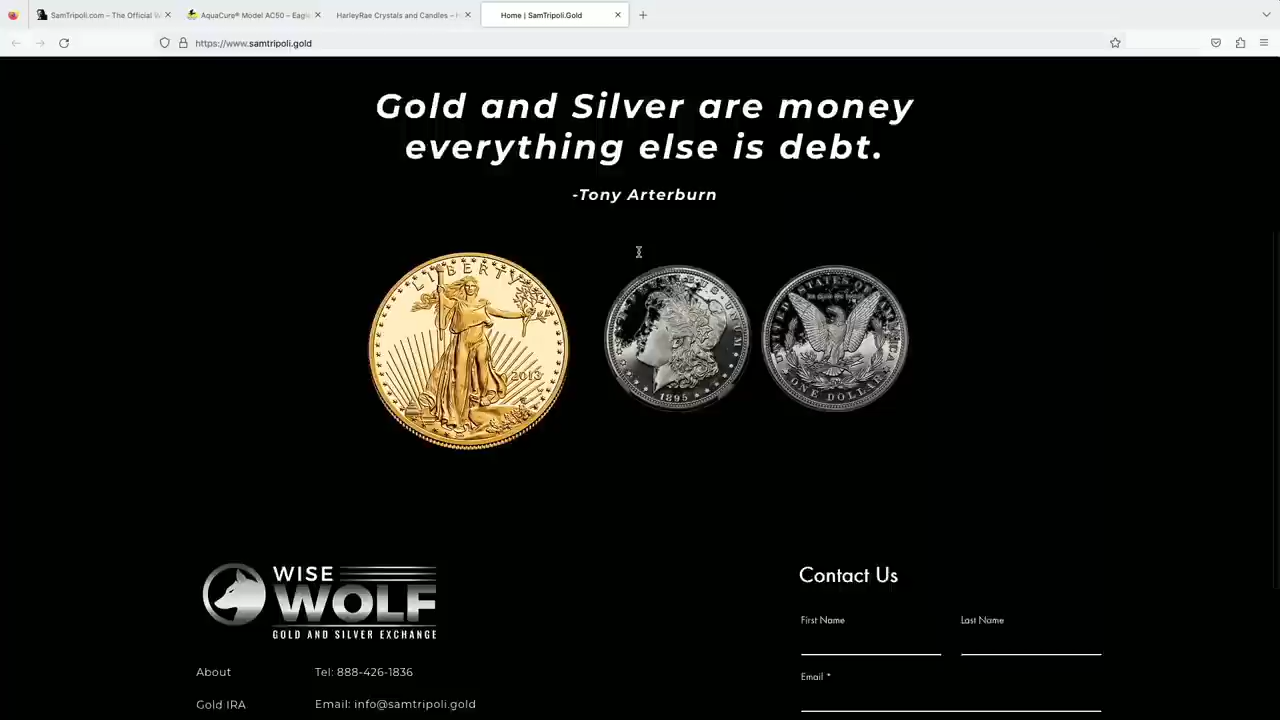 SamTripoli.com – The Official W
AquaCure® Model AC50 – Eagl
HarleyRae Crystals and Candles – H
Home | SamTripoli.Gold
https://www.samtripoli.gold
Gold and Silver are money
everything else is debt.
-Tony Arterburn
LIBERTY
2013
E PLURIBUS UNUM
1895
UNITED STATES OF AMERICA
ONE DOLLAR
WISE
WOLF
GOLD AND SILVER EXCHANGE
Contact Us
First Name
Last Name
About
Tel: 888-426-1836
Email *
Gold IRA
Email: info@samtripoli.gold